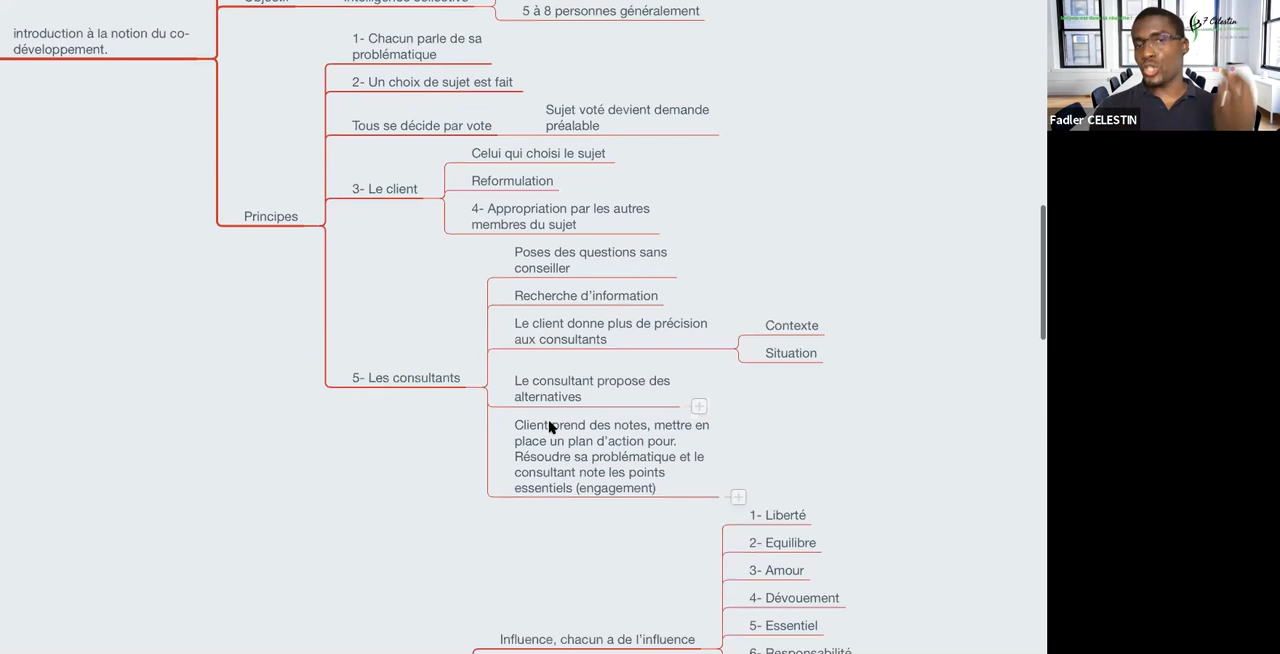 5 à 8 personnes généralement
introduction à la notion du co-
développement.
1- Chacun parle de sa
problématique
2- Un choix de sujet est fait
Tous se décide par vote
Sujet voté devient demande
préalable
3- Le client
Celui qui choisi le sujet
Reformulation
4- Appropriation par les autres
membres du sujet
Principes
5- Les consultants
Poses des questions sans
conseiller
Recherche d'information
Le client donne plus de précision
aux consultants
Contexte
Situation
Le consultant propose des
alternatives
Client prend des notes, mettre en
place un plan d'action pour.
Résoudre sa problématique et le
consultant note les points
essentiels (engagement)
Influence, chacun a de l'influence
1- Liberté
2- Equilibre
3- Amour
4- Dévouement
5- Essentiel
6- Responsabilité
Celestin
Fadler CELESTIN